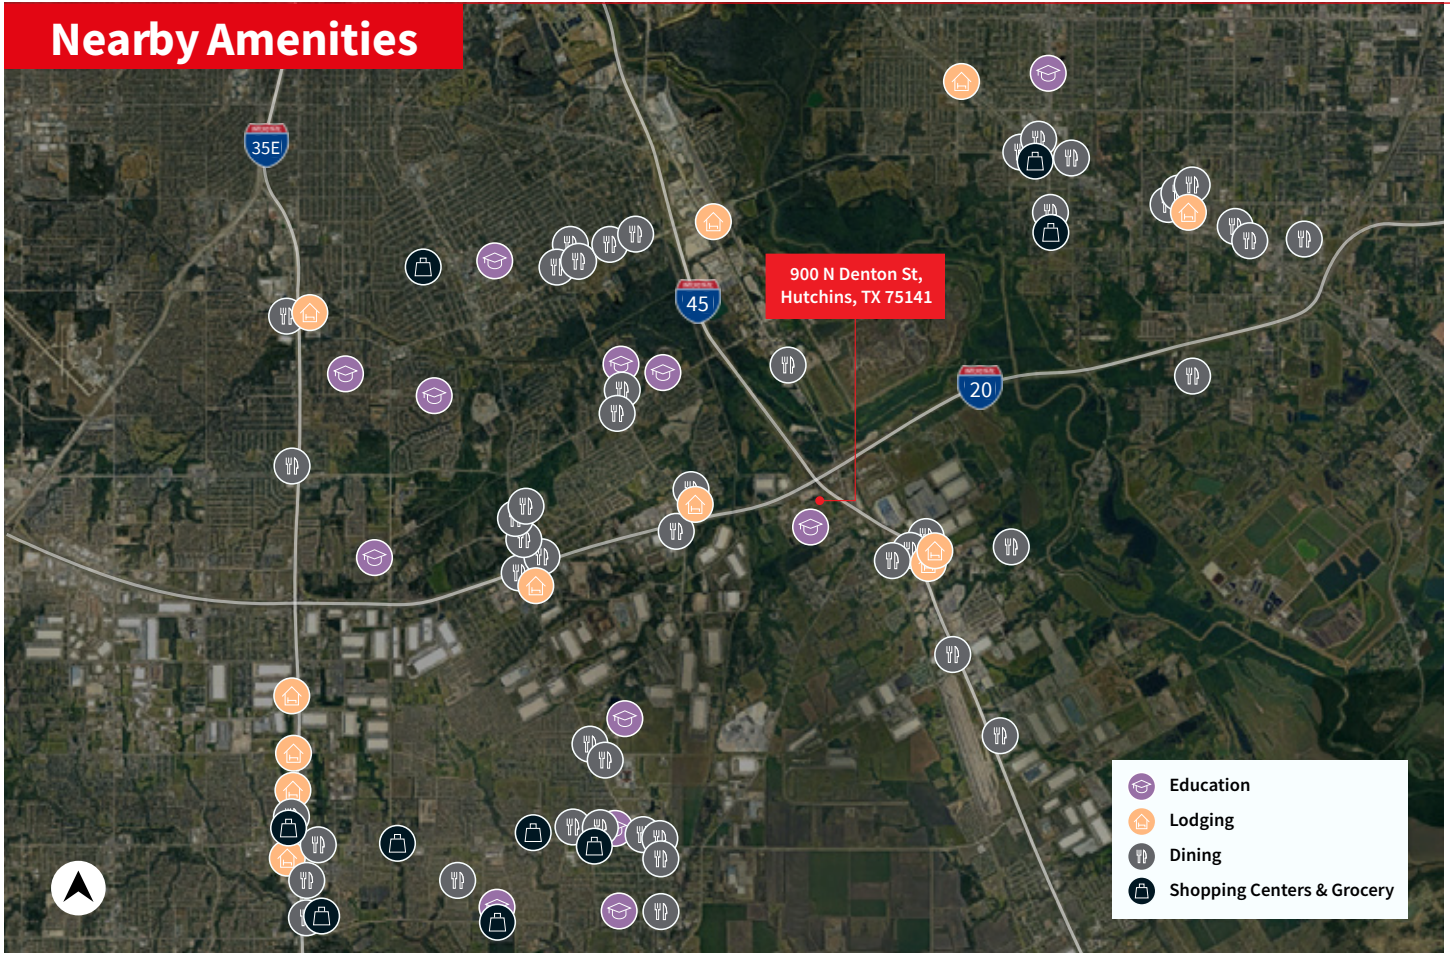 Nearby Amenities
35E
45
900 N Denton St,
Hutchins, TX 75141
20
Education
Lodging
Dining
Shopping Centers & Grocery